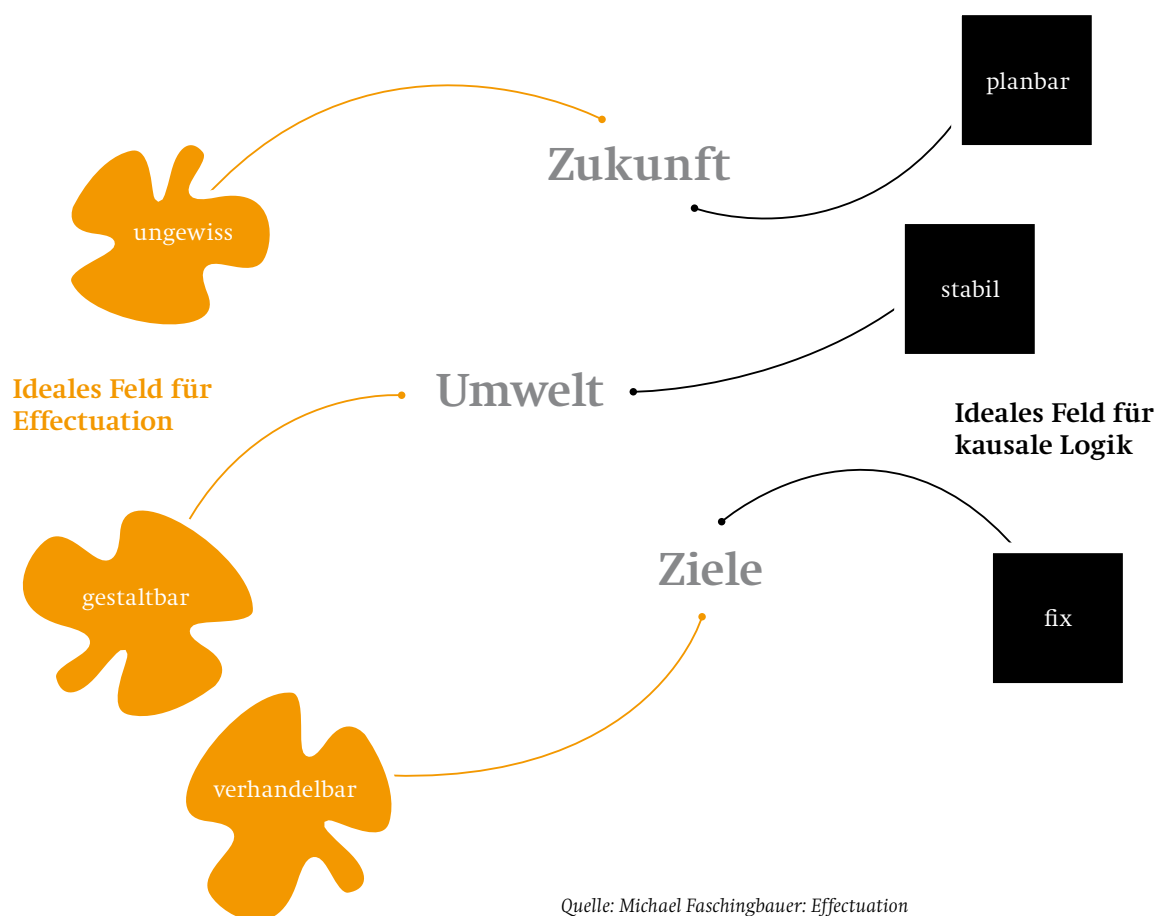 planbar
Zukunft
ungewiss
stabil
Ideales Feld für
Effectuation
Umwelt
Ideales Feld für
kausale Logik
Ziele
gestaltbar
fix
verhandelbar
Quelle: Michael Faschingbauer: Effectuation